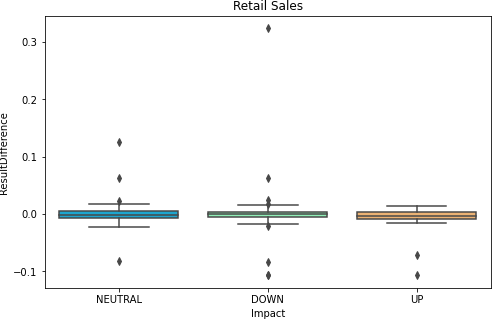 Retail Sales
ResultDifference
0.3
0.2
0.1
0.0
−0.1
NEUTRAL DOWN UP
Impact